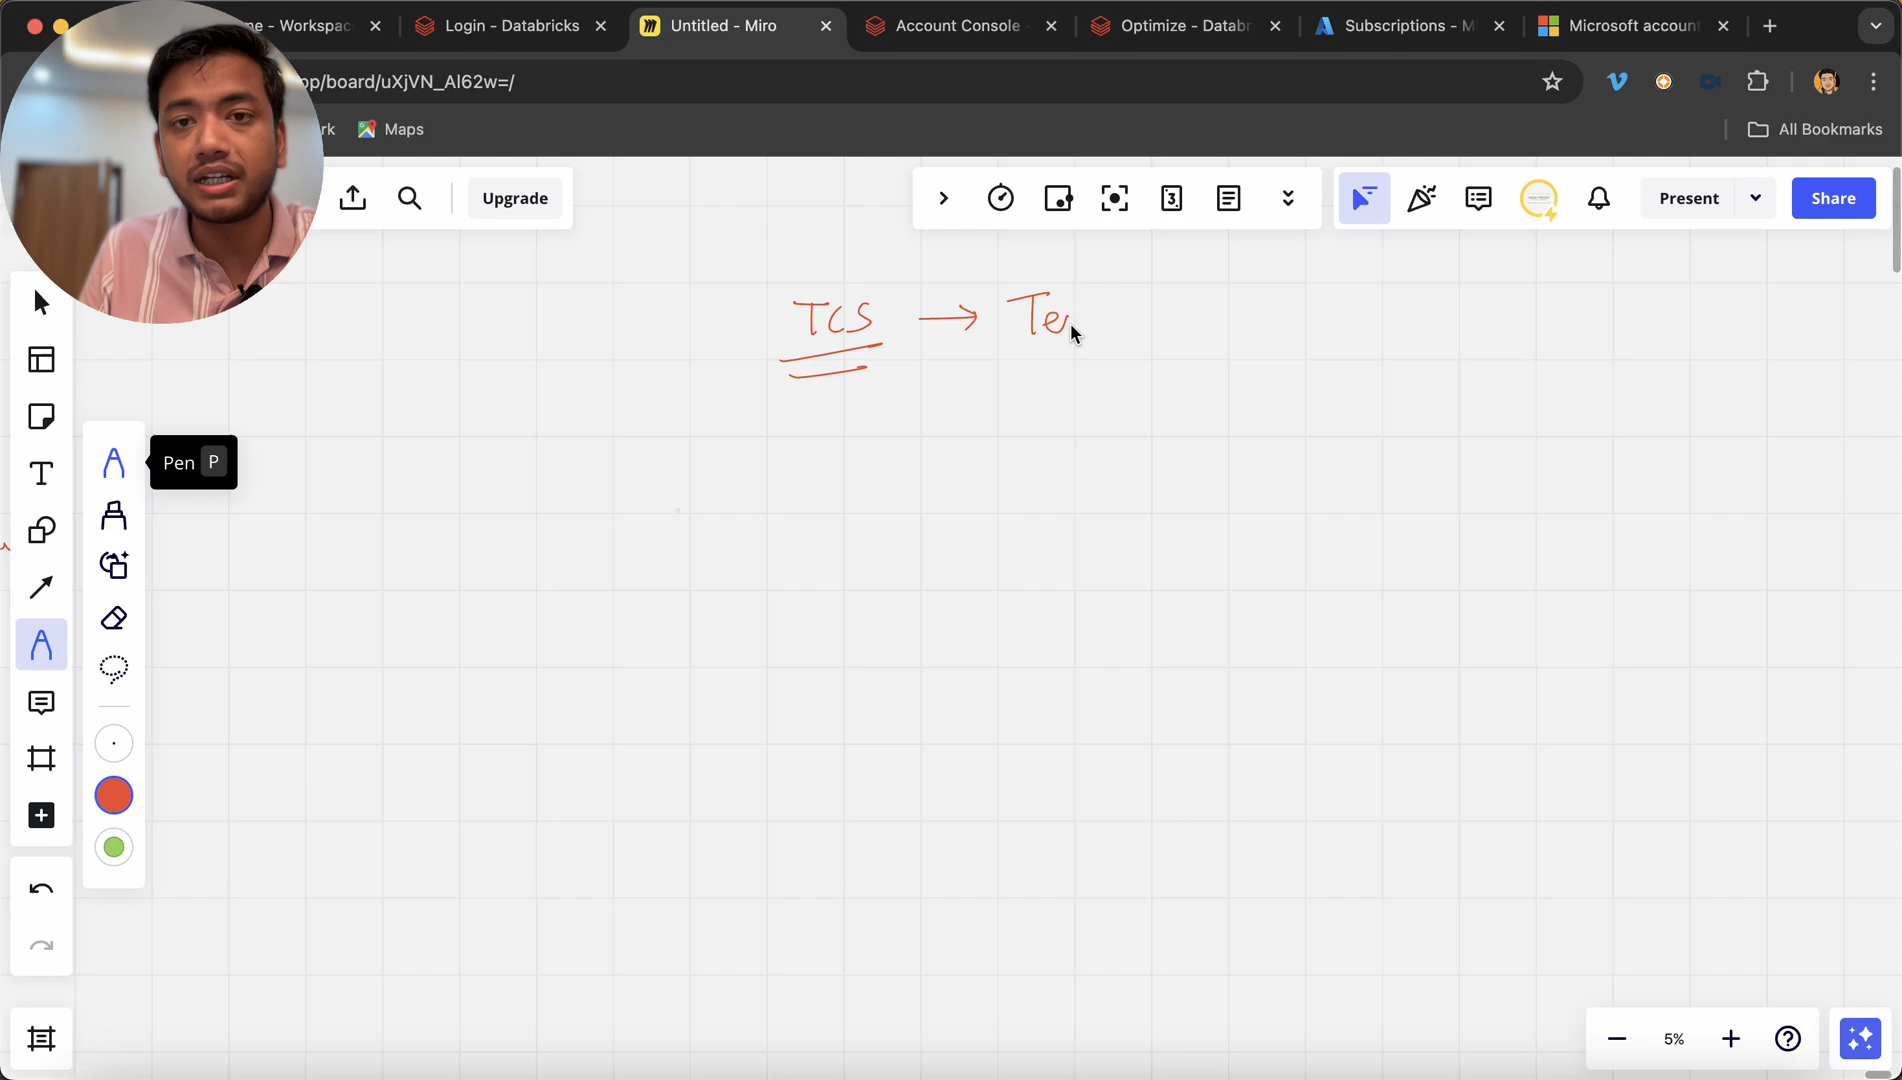 me - Workspac
Login - Databricks
Untitled - Miro
Account Console
Optimize - Databr
Subscriptions - M
Microsoft account
op/board/uXjVN_Al62w=/
rk
Maps
All Bookmarks
Upgrade
3
Present
Share
TCS → Te
T
Pen P
5%